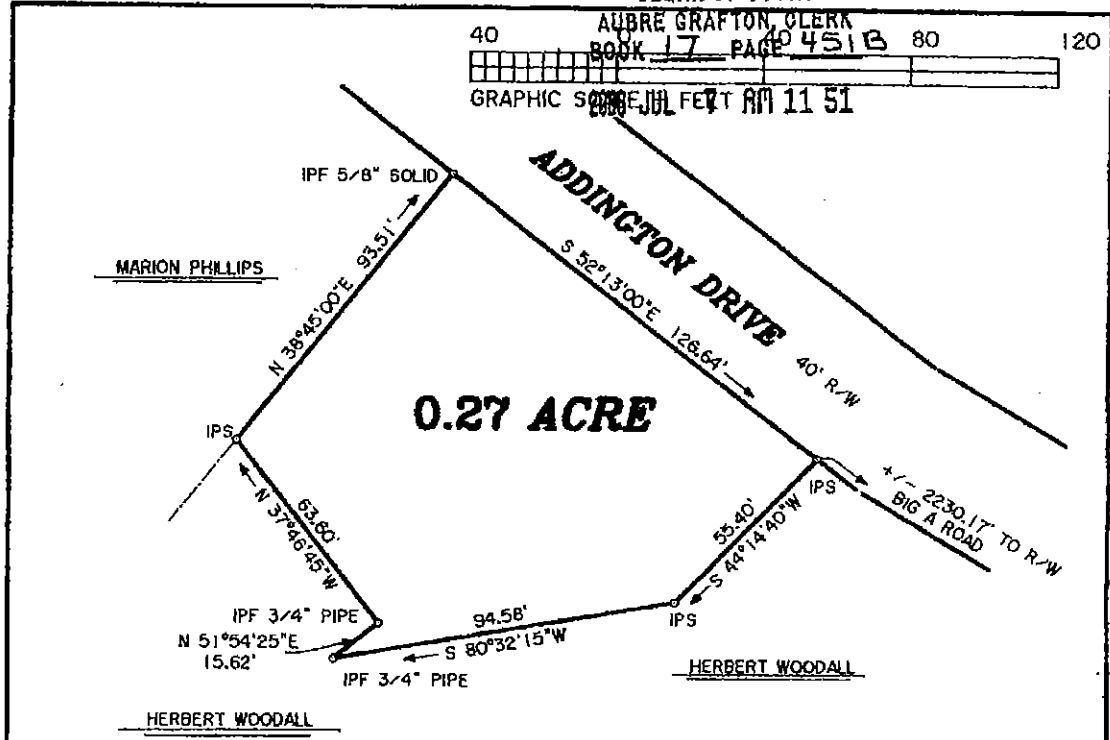 AUBRE GRAFTON, CLERK
BOOK 17 PAGE 451B
40 0 40 80 120
GRAPHIC IN FEET
JUL 7 AM 11 51
IPF 5/8" SOLID
ADDINGTON DRIVE
MARION PHILLIPS
N 38°45'00"E 93.51'
S 52°13'00"E 126.64'
40' R/W
0.27 ACRE
IPS
IPS
+/- 2230.17' TO R/W
BIG A ROAD
63.60'
N 37°46'45"W
55.40'
S 44°14'40"W
IPF 3/4" PIPE
94.58'
IPS
N 51°54'25"E
15.62'
S 80°32'15"W
IPF 3/4" PIPE
HERBERT WOODALL
HERBERT WOODALL